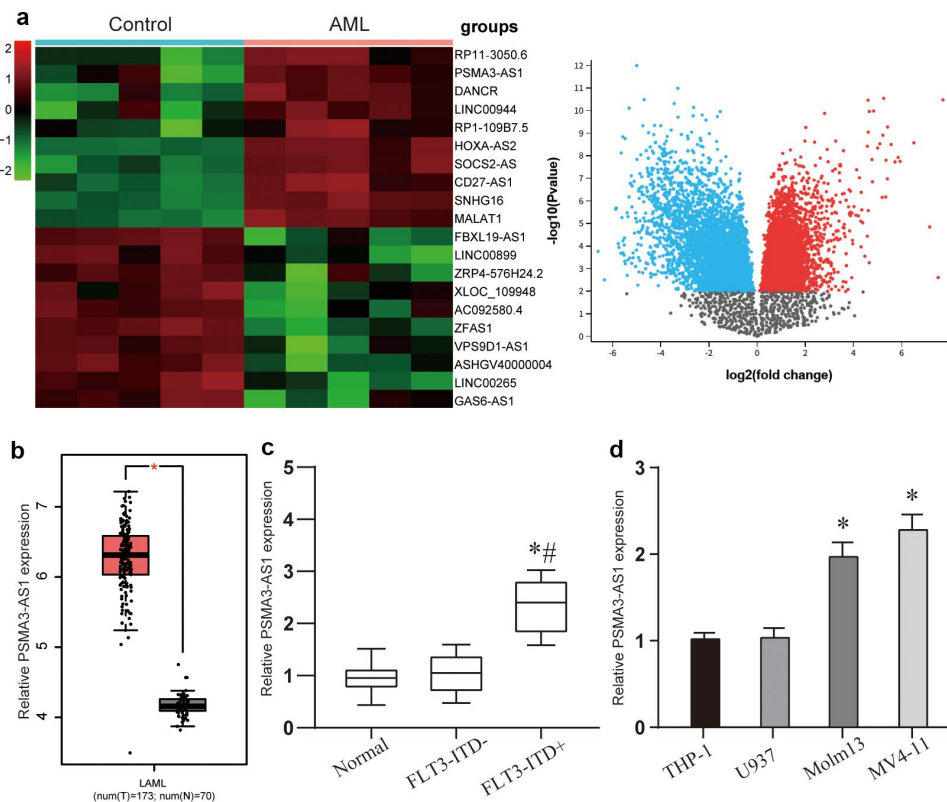 a
Control
AML
groups
2
1
0
−1
−2
RP11-3050.6
PSMA3-AS1
DANCR
LINC00944
RP1-109B7.5
HOXA-AS2
SOCS2-AS
CD27-AS1
SNHG16
MALAT1
FBXL19-AS1
LINC00899
ZRP4-576H24.2
XLOC_109948
AC092580.4
ZFAS1
VPS9D1-AS1
ASHGV40000004
LINC00265
GAS6-AS1
-log10(Pvalue)
12
11
10
9
8
7
6
5
4
3
2
1
0
-6
-4
-2
0
2
4
6
log2(fold change)
b
Relative PSMA3-AS1 expression
7
6
5
4
*
LAML
(num(T)=173; num(N)=70)
c
Relative PSMA3-AS1 expression
5
4
3
2
1
0
*#
Normal
FLT3-ITD-
FLT3-ITD+
d
Relative PSMA3-AS1 expression
3
2
1
0
*
*
THP-1
U937
Molm13
MV4-11